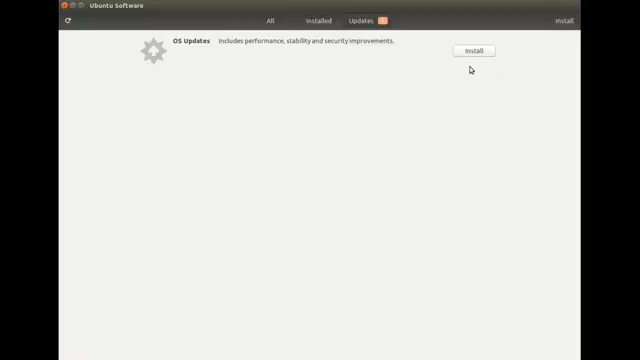 Ubuntu Software
All Installed Updates Install
OS Updates Includes performance, stability and security improvements. Install